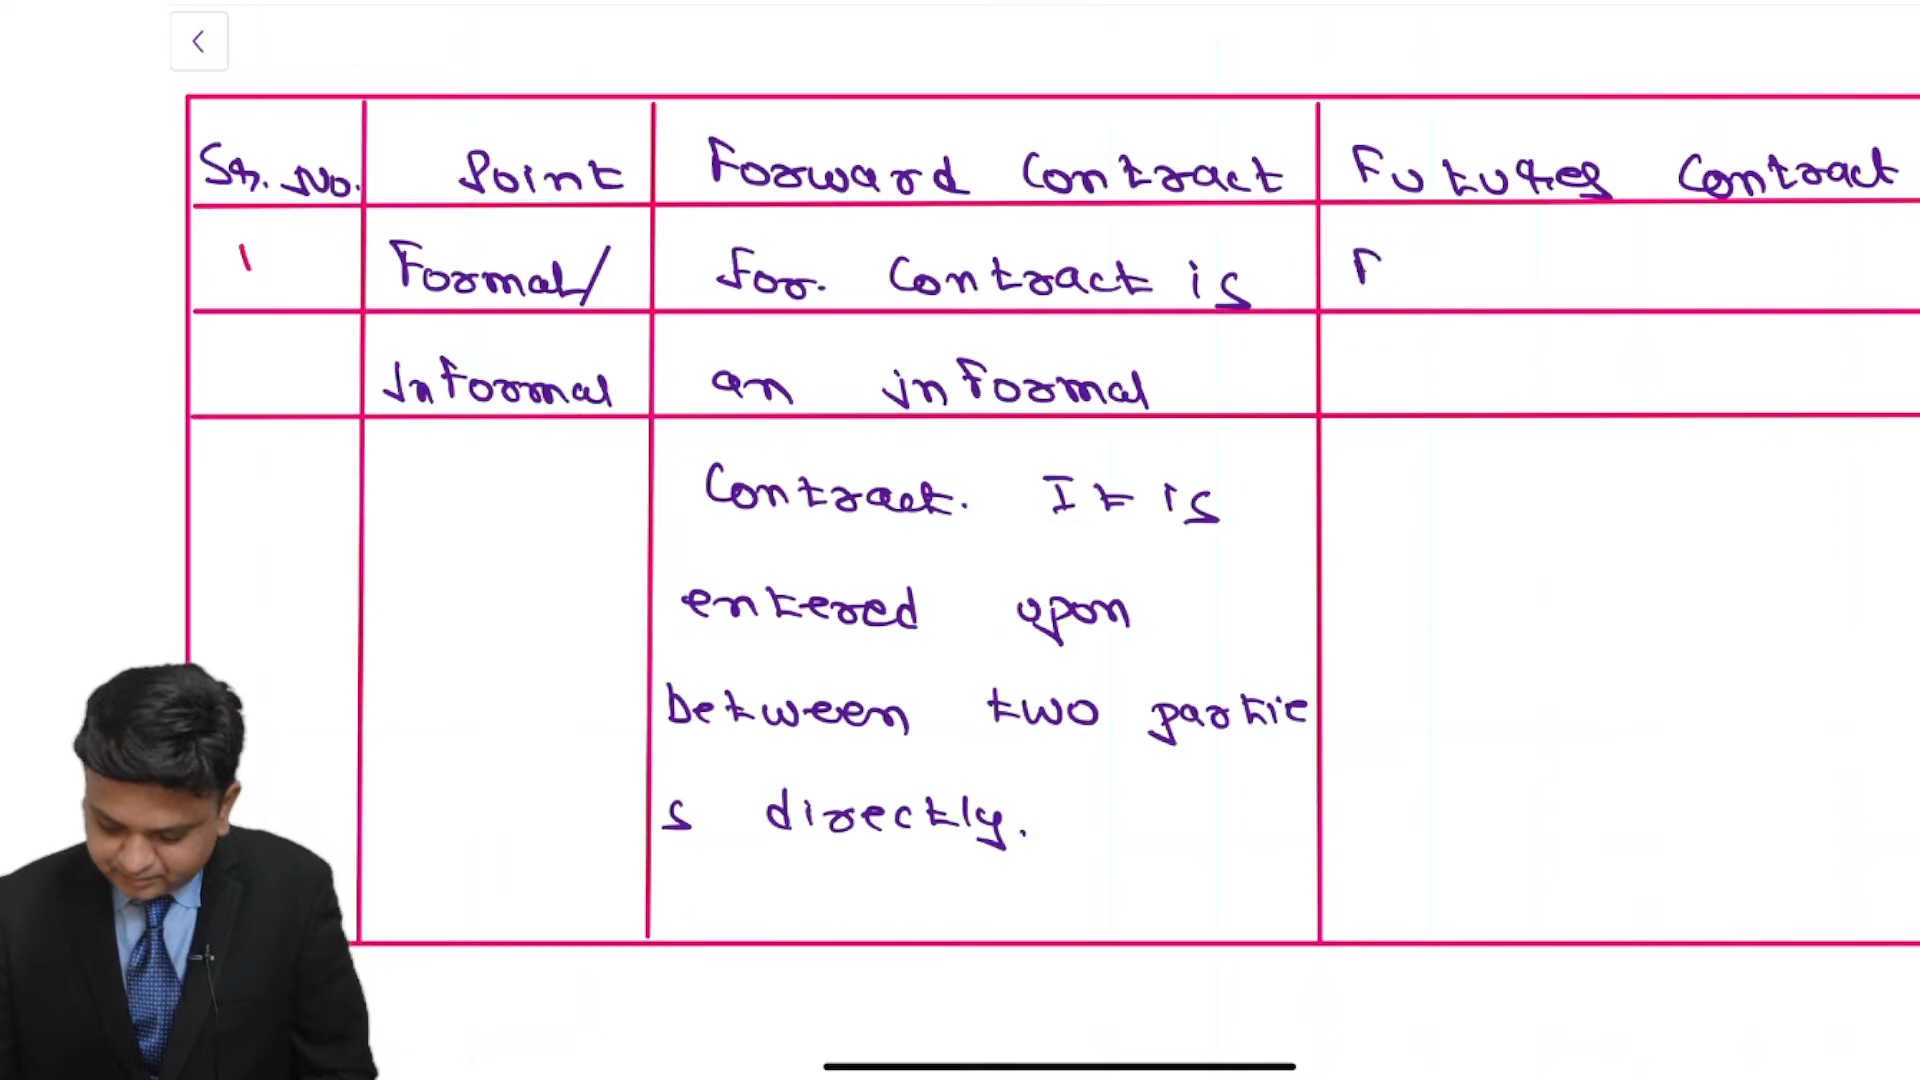 Sr. No. Point Forward Contract Futures Contract
1 Formal/ For. Contract is F
Informal an informal
Contract. It is
entered upon
between two partie
s directly.